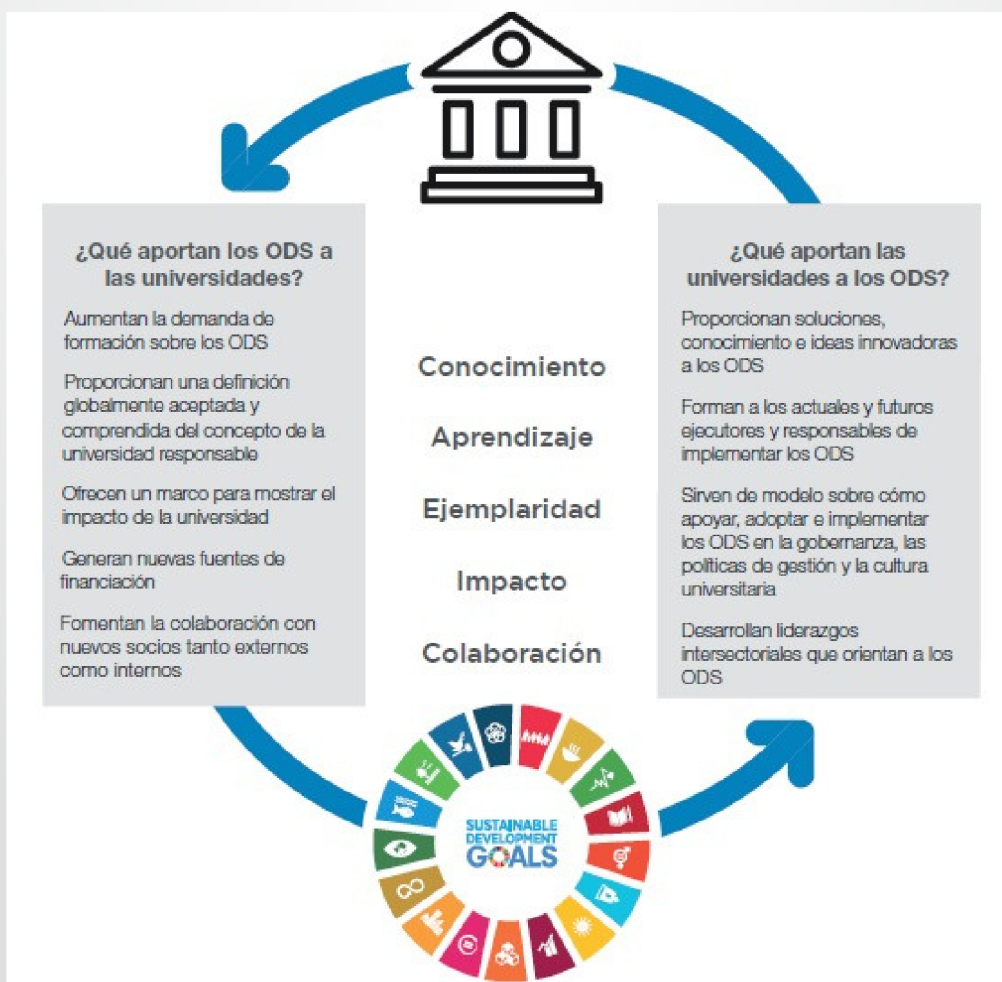 ¿Qué aportan los ODS a
las universidades?
Aumentan la demanda de
formación sobre los ODS
Proporcionan una definición
globalmente aceptada y
comprendida del concepto de la
universidad responsable
Ofrecen un marco para mostrar el
impacto de la universidad
Generan nuevas fuentes de
financiación
Fomentan la colaboración con
nuevos socios tanto externos
como internos
Conocimiento
Aprendizaje
Ejemplaridad
Impacto
Colaboración
¿Qué aportan las
universidades a los ODS?
Proporcionan soluciones,
conocimiento e ideas innovadoras
a los ODS
Forman a los actuales y futuros
ejecutores y responsables de
implementar los ODS
Sirven de modelo sobre cómo
apoyar, adoptar e implementar
los ODS en la gobernanza, las
políticas de gestión y la cultura
universitaria
Desarrollan liderazgos
intersectoriales que orientan a los
ODS
SUSTAINABLE
DEVELOPMENT
GOALS